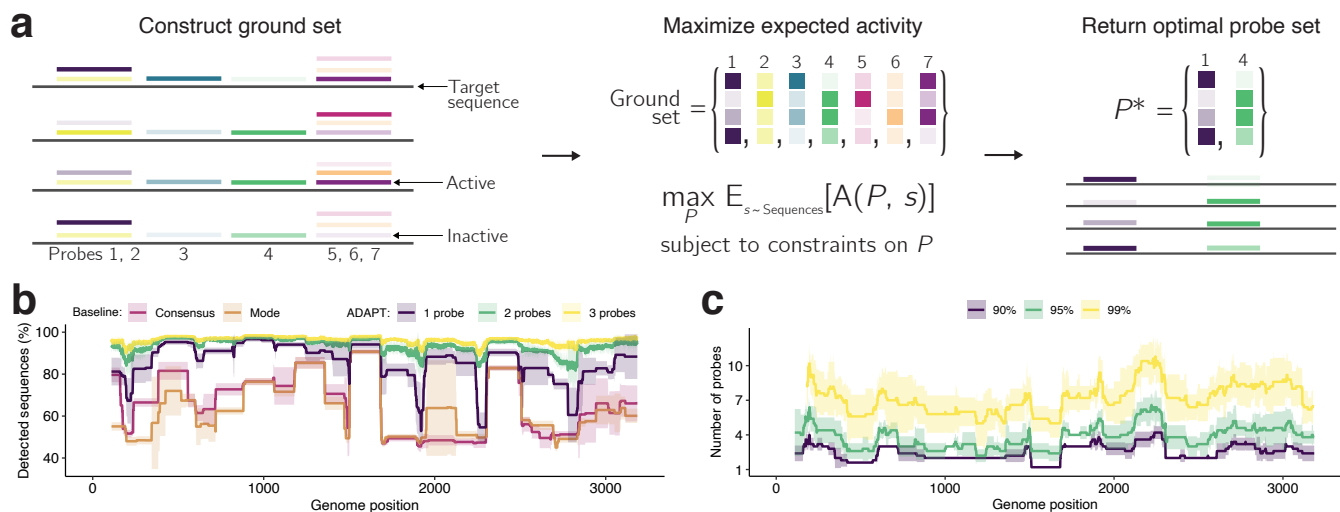 a
Construct ground set
Target
sequence
Active
Inactive
Probes 1, 2
3
4
5, 6, 7
Maximize expected activity
1 2 3 4 5 6 7
Ground
set
= { , , , , , , }
max E s~Sequences [A(P, s)]
P
subject to constraints on P
Return optimal probe set
1 4
P* = { , }
b
Baseline: Consensus Mode ADAPT: 1 probe 2 probes 3 probes
Detected sequences (%)
100
80
60
40
0 1000 2000 3000
Genome position
c
90% 95% 99%
Number of probes
10
7
4
1
0 1000 2000 3000
Genome position